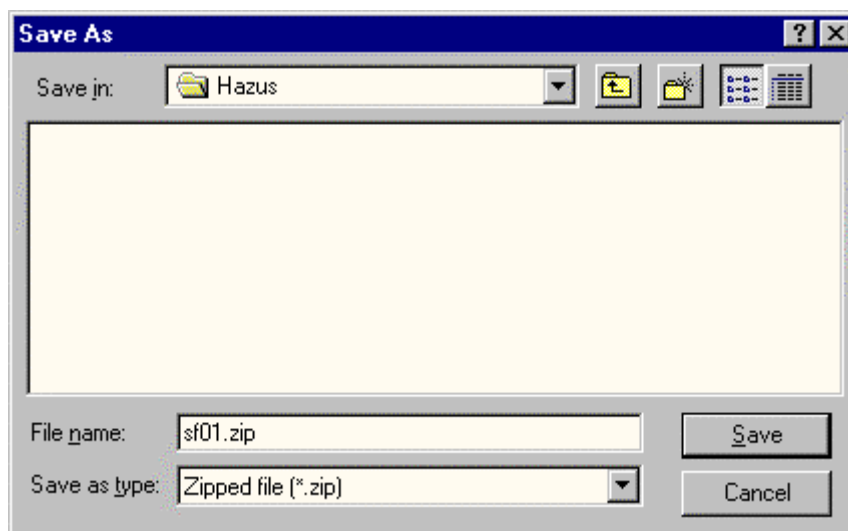 Save As
Save in: Hazus
File name: sf01.zip Save
Save as type: Zipped file (*.zip) Cancel